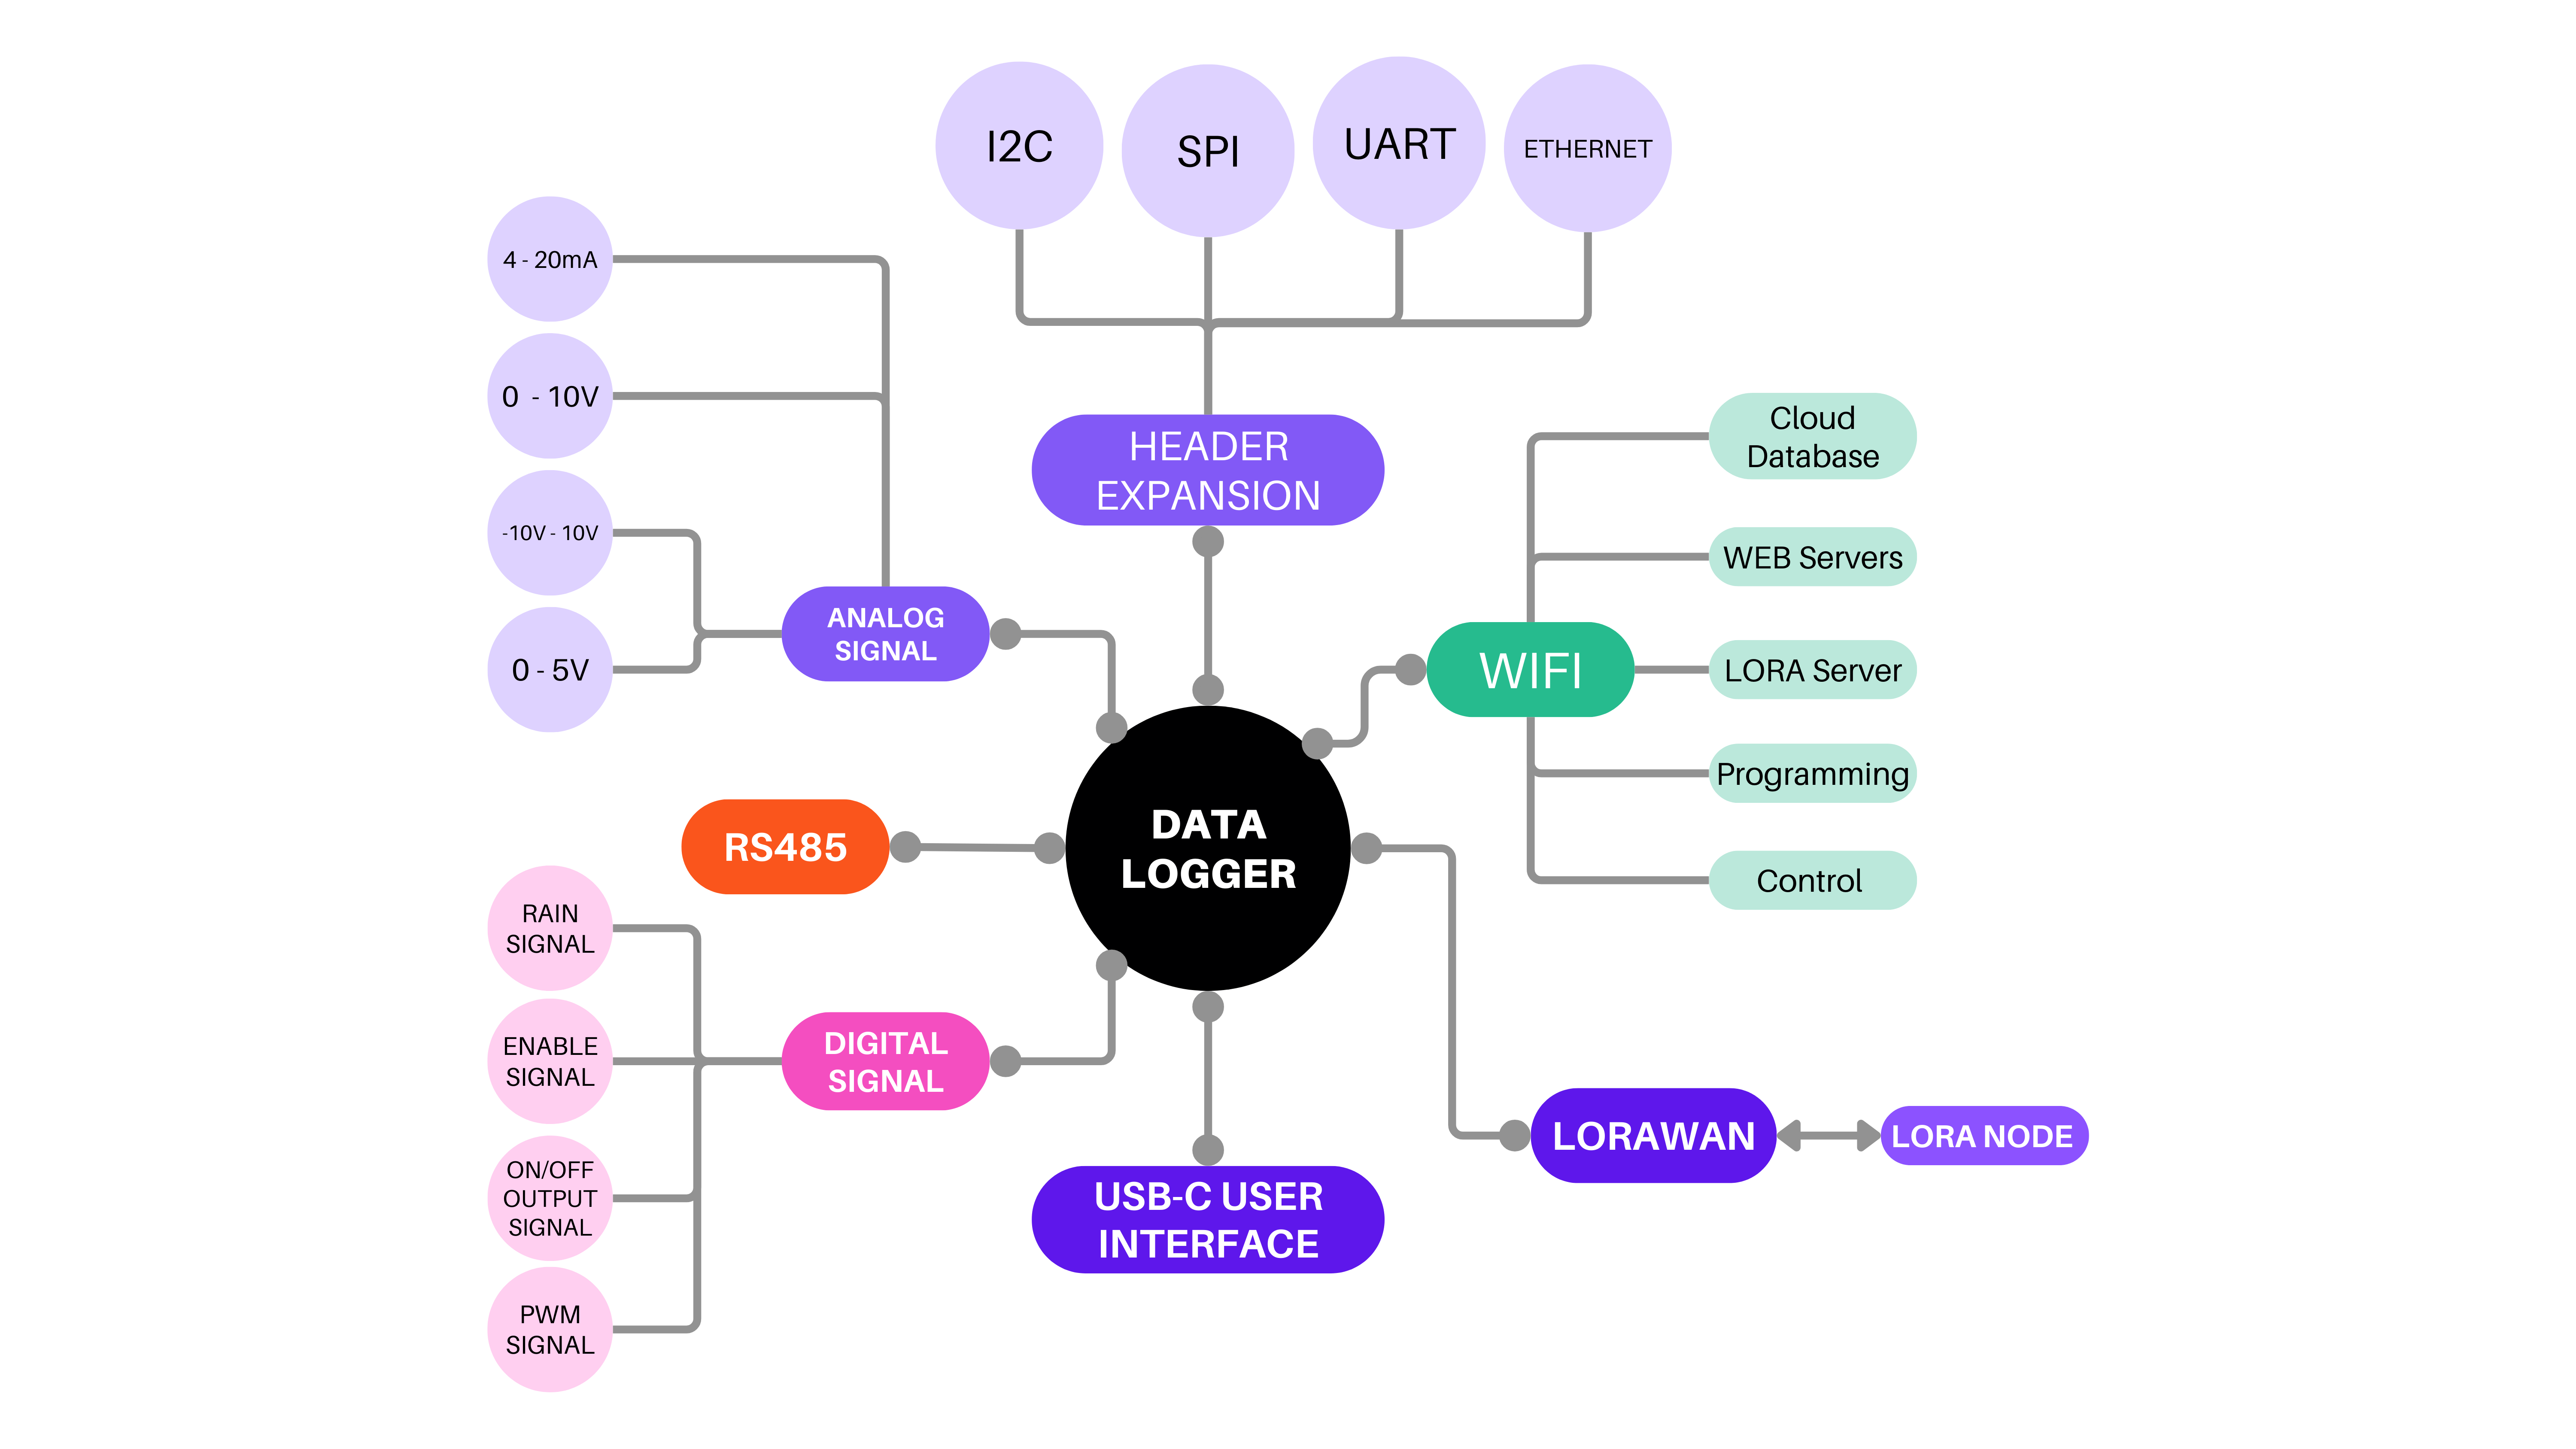 I2C
SPI
UART
ETHERNET
4 - 20mA
0  - 10V
-10V - 10V
0 - 5V
HEADER
EXPANSION
ANALOG
SIGNAL
Cloud
Database
WEB Servers
WIFI
LORA Server
Programming
Control
DATA
LOGGER
RS485
RAIN
SIGNAL
ENABLE
SIGNAL
ON/OFF
OUTPUT
SIGNAL
PWM
SIGNAL
DIGITAL
SIGNAL
USB-C USER
INTERFACE
LORAWAN
LORA NODE